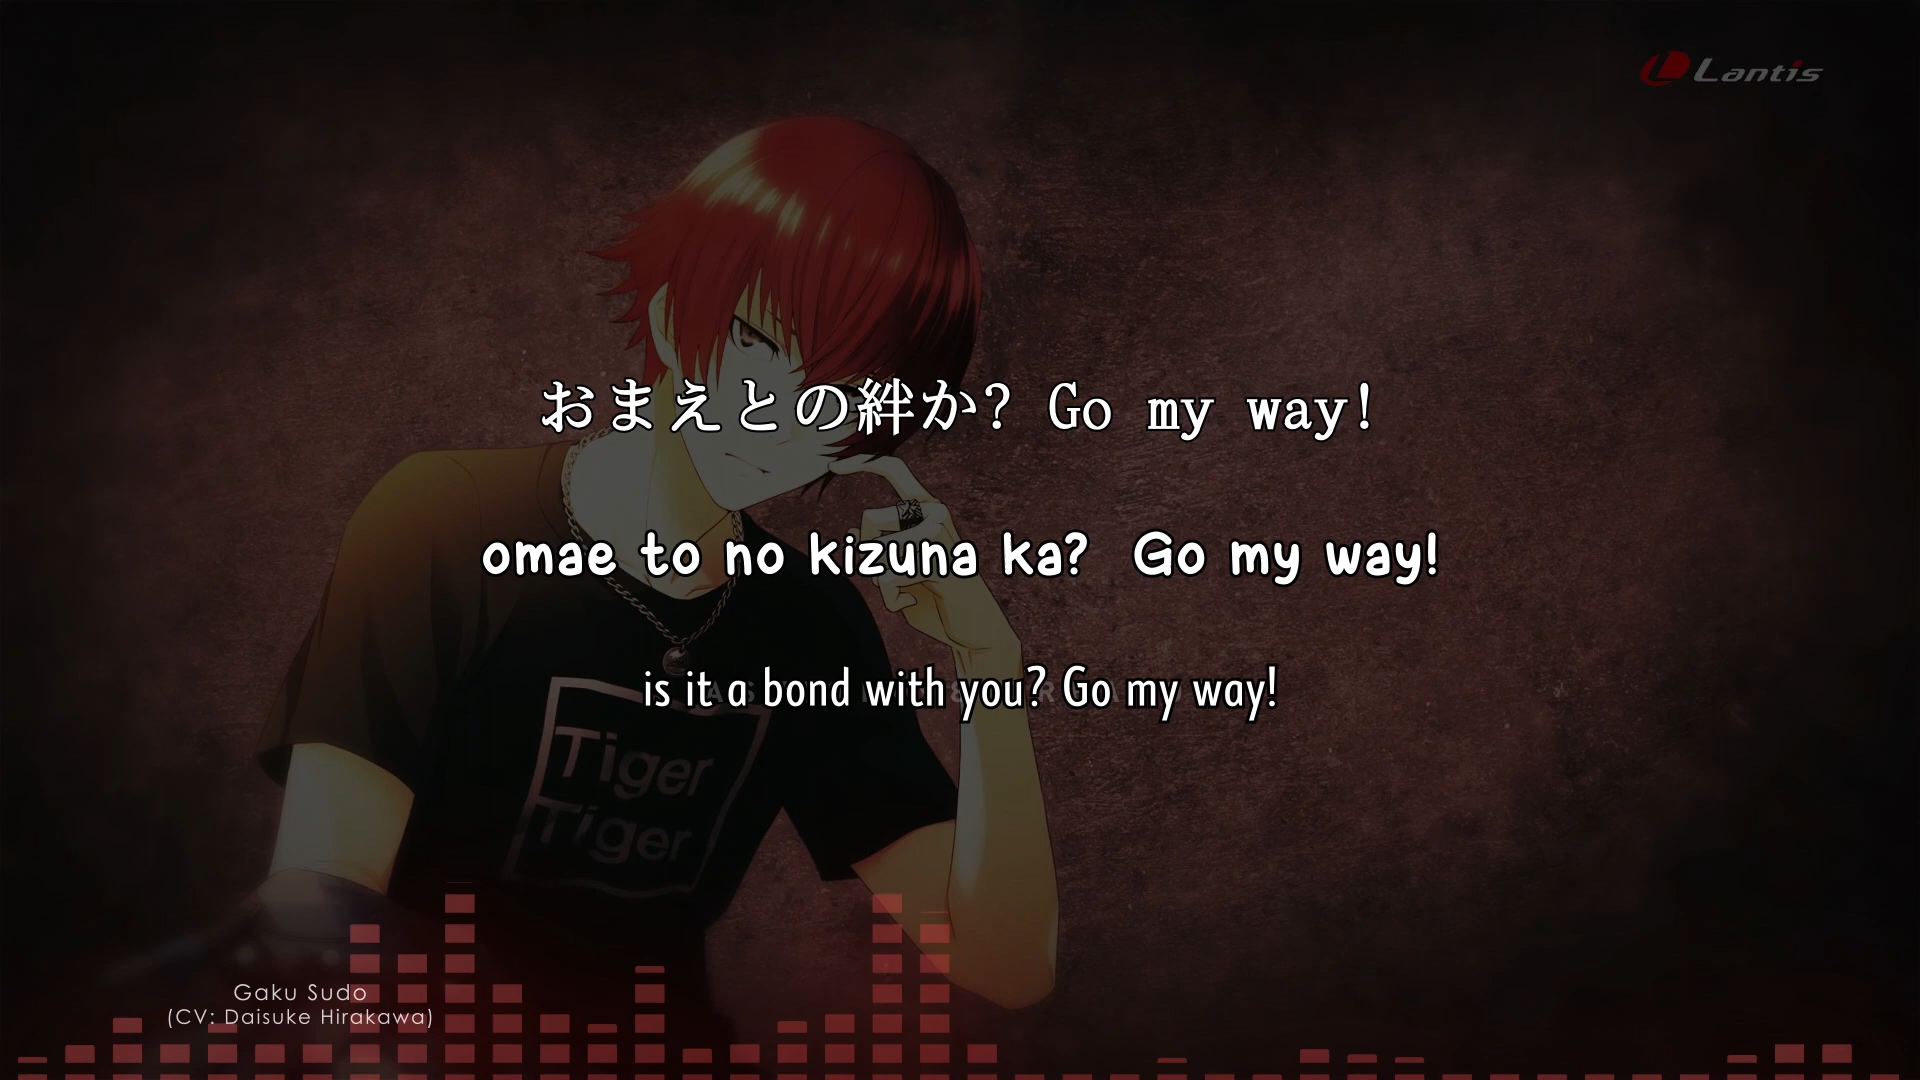 Lantis
おまえとの絆か? Go my way!
omae to no kizuna ka? Go my way!
is it a bond with you? Go my way!
Tiger
Tiger
Gaku Sudo
(CV: Daisuke Hirakawa)